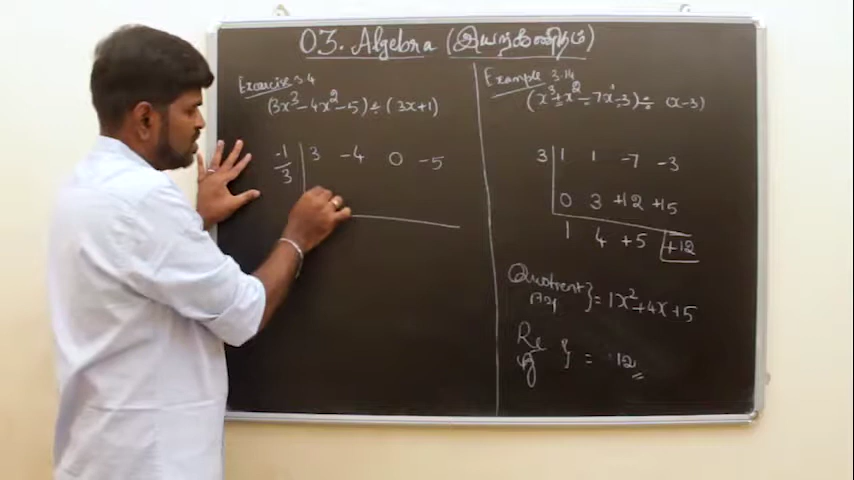 03. Algebra (இயற்கணிதம்)
Exercise 3.4
(3x³ - 4x² - 5) ÷ (3x+1)
-1/3 | 3 -4 0 -5
Example 3.14
(x³ + x² - 7x - 3) ÷ (x-3)
3 | 1 1 -7 -3
0 3 +12 +15
1 4 +5 +12
Quotient } = 1x² + 4x + 5
Re } = 12